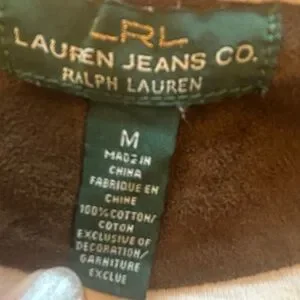 LRL
LAUREN JEANS CO.
RALPH LAUREN
M
MADE IN
CHINA
FABRIQUE EN
CHINE
100% COTTON/
COTON
EXCLUSIVE OF
DECORATION/
GARNITURE
EXCLUE